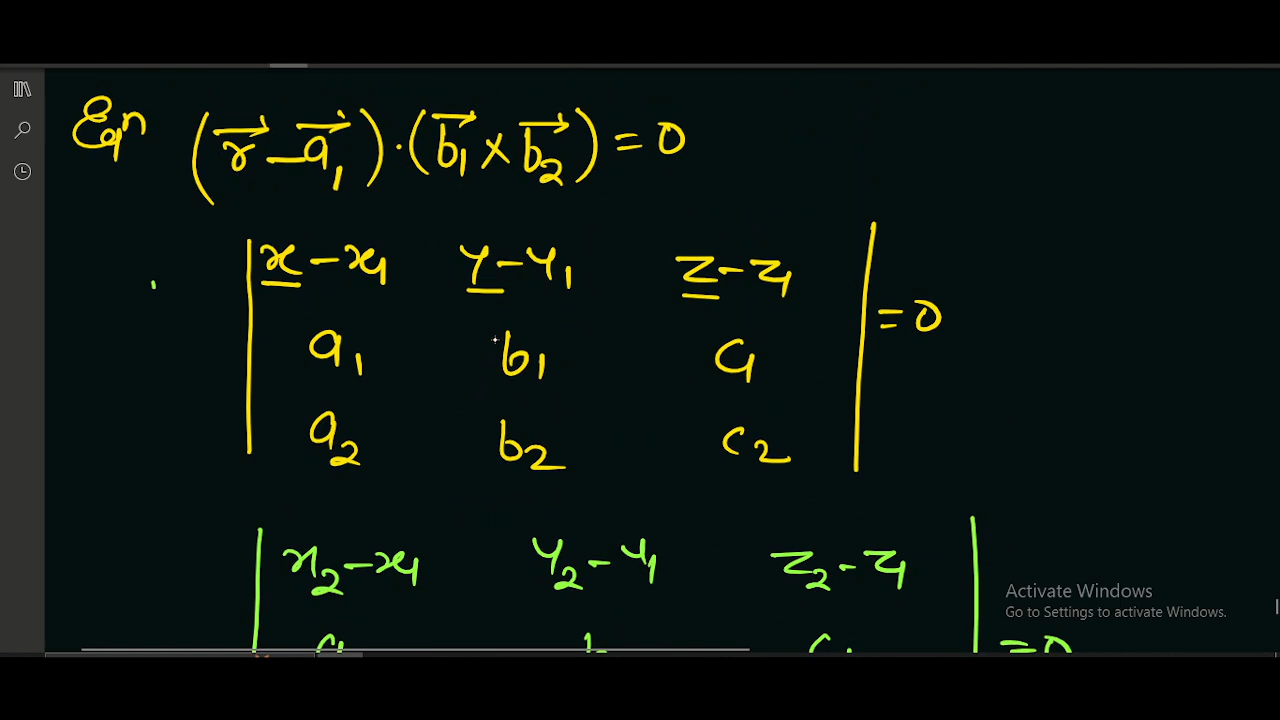 Eqⁿ (r⃗ – a⃗₁)·(b⃗₁ × b⃗₂) = 0
| x – x₁ y – y₁ z – z₁ |
| a₁ b₁ c₁ | = 0
| a₂ b₂ c₂ |
| x₂ – x₁ y₂ – y₁ z₂ – z₁ |
= 0
Activate Windows
Go to Settings to activate Windows.